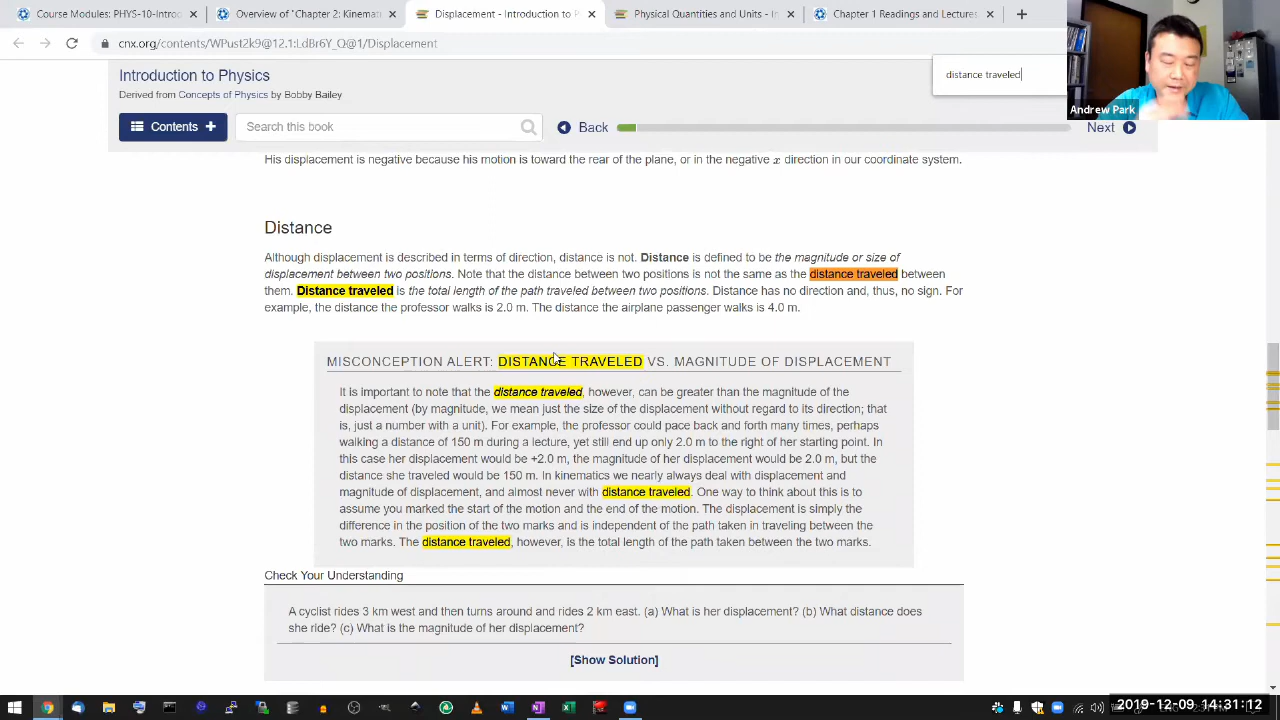 Course Modules: PHYS-10-Introd
Overview of "Chapter 2: Kinemat
Displacement - Introduction to P
Physical Quantities and Units - In
Chapter 1 Readings and Lectures
cnx.org/contents/WPust2k9@12.1:LdBr6Y_Q@1/Displacement
distance traveled
Introduction to Physics
Derived from Concepts of Physics by Bobby Bailey
Andrew Park
Contents +
Search this book
Back
Next
His displacement is negative because his motion is toward the rear of the plane, or in the negative x direction in our coordinate system.
Distance
Although displacement is described in terms of direction, distance is not. Distance is defined to be the magnitude or size of
displacement between two positions. Note that the distance between two positions is not the same as the distance traveled between
them. Distance traveled is the total length of the path traveled between two positions. Distance has no direction and, thus, no sign. For
example, the distance the professor walks is 2.0 m. The distance the airplane passenger walks is 4.0 m.
MISCONCEPTION ALERT: DISTANCE TRAVELED VS. MAGNITUDE OF DISPLACEMENT
It is important to note that the distance traveled, however, can be greater than the magnitude of the
displacement (by magnitude, we mean just the size of the displacement without regard to its direction; that
is, just a number with a unit). For example, the professor could pace back and forth many times, perhaps
walking a distance of 150 m during a lecture, yet still end up only 2.0 m to the right of her starting point. In
this case her displacement would be +2.0 m, the magnitude of her displacement would be 2.0 m, but the
distance she traveled would be 150 m. In kinematics we nearly always deal with displacement and
magnitude of displacement, and almost never with distance traveled. One way to think about this is to
assume you marked the start of the motion and the end of the motion. The displacement is simply the
difference in the position of the two marks and is independent of the path taken in traveling between the
two marks. The distance traveled, however, is the total length of the path taken between the two marks.
Check Your Understanding
A cyclist rides 3 km west and then turns around and rides 2 km east. (a) What is her displacement? (b) What distance does
she ride? (c) What is the magnitude of her displacement?
[Show Solution]
2019-12-09 14:31:12